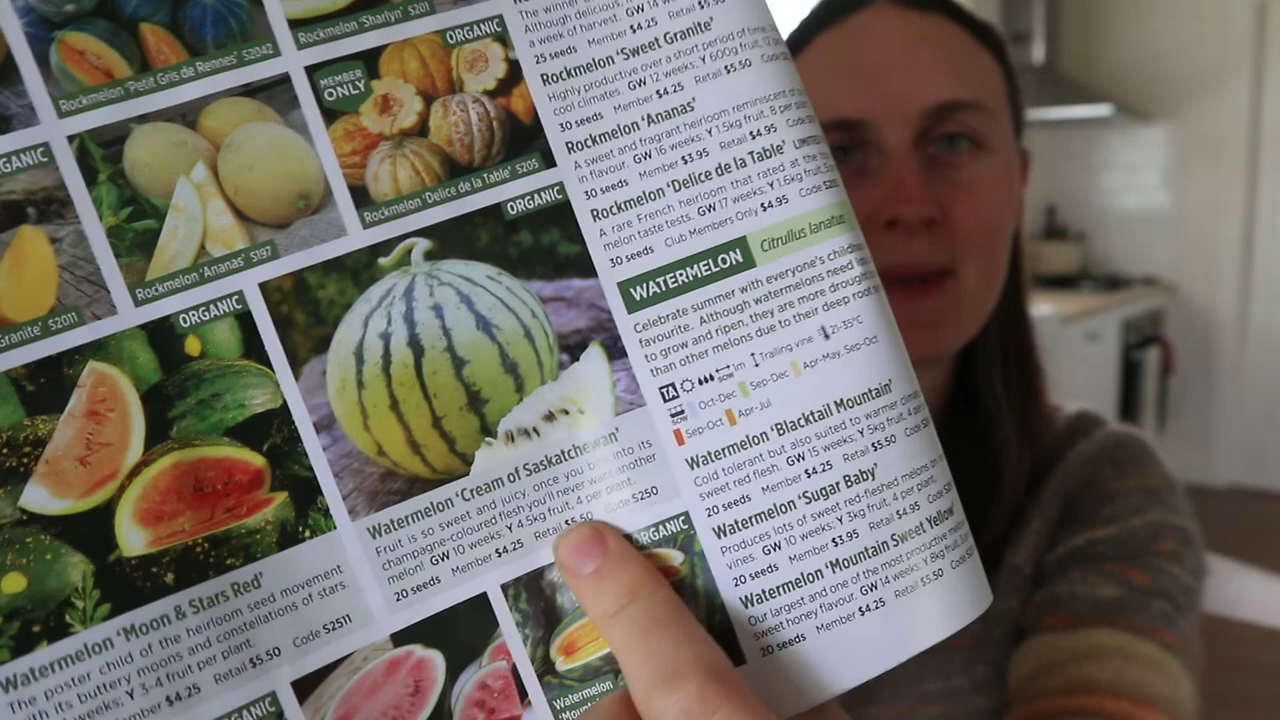 Rockmelon 'Petit Gris de Rennes' S2042
Rockmelon 'Sharlyn' S201
ORGANIC
MEMBER
ONLY
Rockmelon 'Delice de la Table' S205
Rockmelon 'Ananas' S197
Granite' S2011
ORGANIC
ORGANIC
Watermelon 'Moon & Stars Red'
The poster child of the heirloom seed movement
with its buttery moons and constellations of stars.
weeks; Y 3-4 fruit per plant.
Member $4.25 Retail $5.50 Code S2511
Watermelon 'Cream of Saskatchewan'
Fruit is so sweet and juicy, once you bite into its
champagne-coloured flesh you'll never want another
melon! GW 10 weeks; Y 4.5kg fruit, 4 per plant.
20 seeds Member $4.25 Retail $5.50 Code S250
ORGANIC
ORGANIC
Watermelon
The winner
Although delicious,
a week of harvest. GW 14
25 seeds Member $4.25 Retail $5.50
Rockmelon 'Sweet Granite'
Highly productive over a short period of time.
cool climates. GW 12 weeks; Y 600g fruit, 12
30 seeds Member $4.25 Retail $5.50
Rockmelon 'Ananas'
A sweet and fragrant heirloom reminiscent of
in flavour. GW 16 weeks; Y 1.5kg fruit, 8 per
30 seeds Member $3.95 Retail $4.95
Rockmelon 'Delice de la Table' LIMITED
A rare French heirloom that rated at the
melon taste tests. GW 17 weeks; Y 1.6kg fruit,
30 seeds Club Members Only $4.95 Code
WATERMELON Citrullus lanatus
Celebrate summer with everyone's childhood
favourite. Although watermelons need
to grow and ripen, they are more drought
than other melons due to their deep root
TA SOW 1m Trailing vine 21-35°C
SOW Oct-Dec Sep-Dec Apr-May, Sep-Oct
Sep-Oct Apr-Jul
Watermelon 'Blacktail Mountain'
Cold tolerant but also suited to warmer
sweet red flesh. GW 15 weeks; Y 5kg fruit, 4
20 seeds Member $4.25 Retail $5.50
Watermelon 'Sugar Baby'
Produces lots of sweet red-fleshed melons on
vines. GW 10 weeks; Y 3kg fruit, 4 per plant.
20 seeds Member $3.95 Retail $4.95
Watermelon 'Mountain Sweet Yellow'
Our largest and one of the most productive
sweet honey flavour. GW 14 weeks; Y 8kg fruit,
20 seeds Member $4.25 Retail $5.50